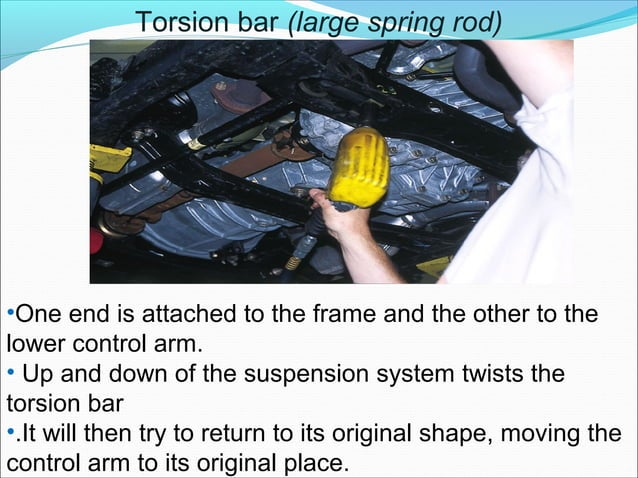 Torsion bar (large spring rod)
•One end is attached to the frame and the other to the
lower control arm.
• Up and down of the suspension system twists the
torsion bar
•.It will then try to return to its original shape, moving the
control arm to its original place.